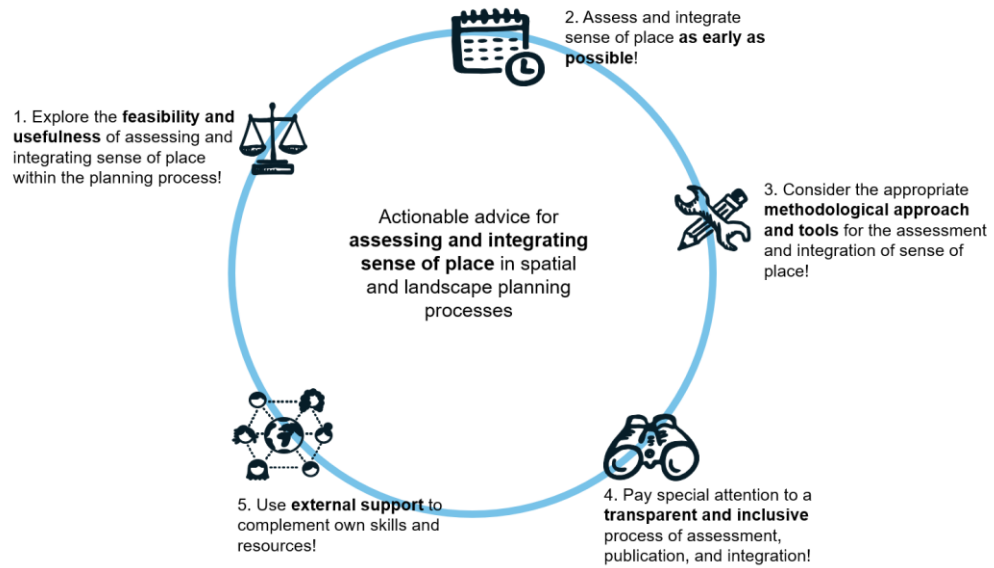 1. Explore the feasibility and
usefulness of assessing and
integrating sense of place
within the planning process!
2. Assess and integrate
sense of place as early as
possible!
3. Consider the appropriate
methodological approach
and tools for the assessment
and integration of sense of
place!
4. Pay special attention to a
transparent and inclusive
process of assessment,
publication, and integration!
5. Use external support to
complement own skills and
resources!
Actionable advice for
assessing and integrating
sense of place in spatial
and landscape planning
processes